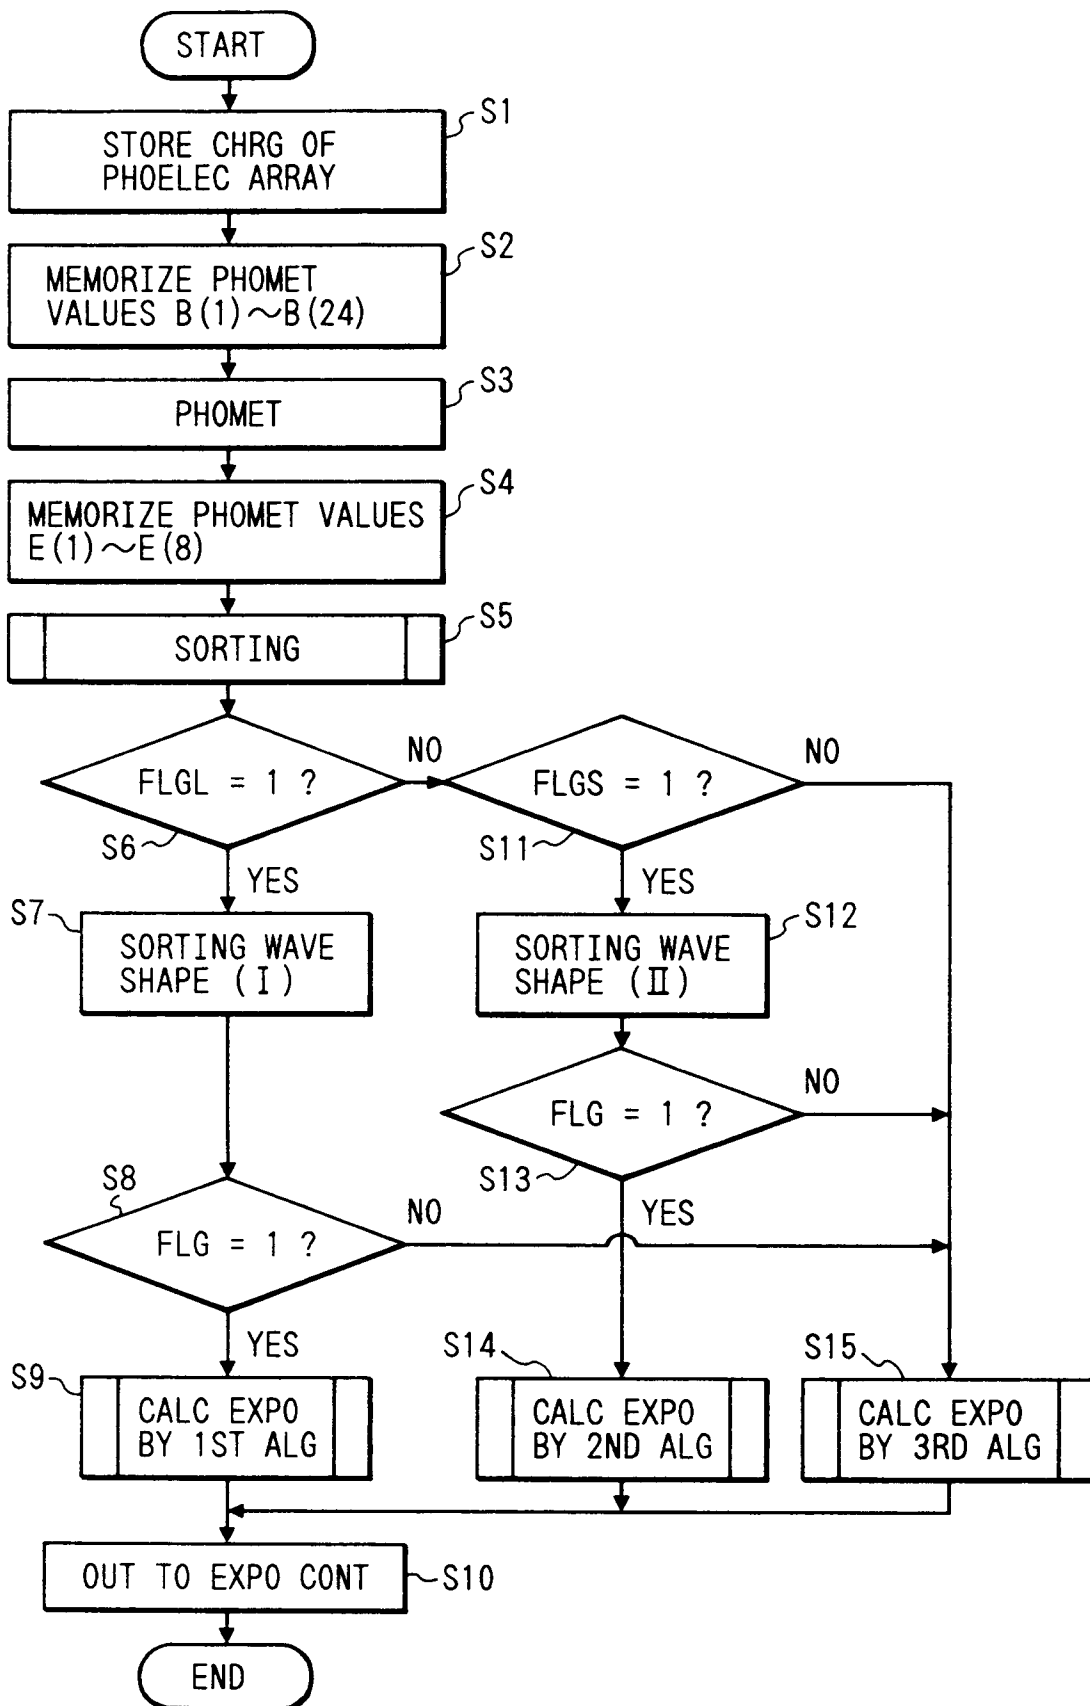 START
S1
STORE CHRG OF
PHOELEC ARRAY
S2
MEMORIZE PHOMET
VALUES B(1)～B(24)
S3
PHOMET
S4
MEMORIZE PHOMET VALUES
E(1)～E(8)
S5
SORTING
FLGL = 1 ?
NO
S6
YES
FLGS = 1 ?
NO
S11
YES
S7
SORTING WAVE
SHAPE (I)
S12
SORTING WAVE
SHAPE (II)
FLG = 1 ?
NO
S13
YES
S8
FLG = 1 ?
NO
YES
S9
CALC EXPO
BY 1ST ALG
S14
CALC EXPO
BY 2ND ALG
S15
CALC EXPO
BY 3RD ALG
OUT TO EXPO CONT
S10
END